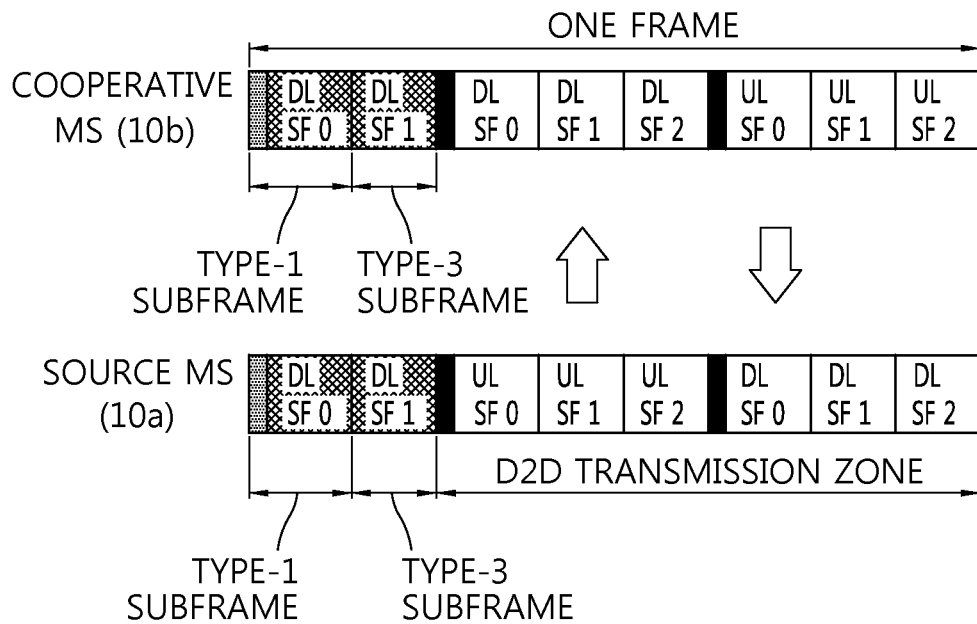 ONE FRAME
COOPERATIVE
MS (10b)
DL DL DL DL DL UL UL UL
SF 0 SF 1 SF 0 SF 1 SF 2 SF 0 SF 1 SF 2
TYPE-1 TYPE-3
SUBFRAME SUBFRAME
SOURCE MS
(10a)
DL DL UL UL UL DL DL DL
SF 0 SF 1 SF 0 SF 1 SF 2 SF 0 SF 1 SF 2
D2D TRANSMISSION ZONE
TYPE-1 TYPE-3
SUBFRAME SUBFRAME